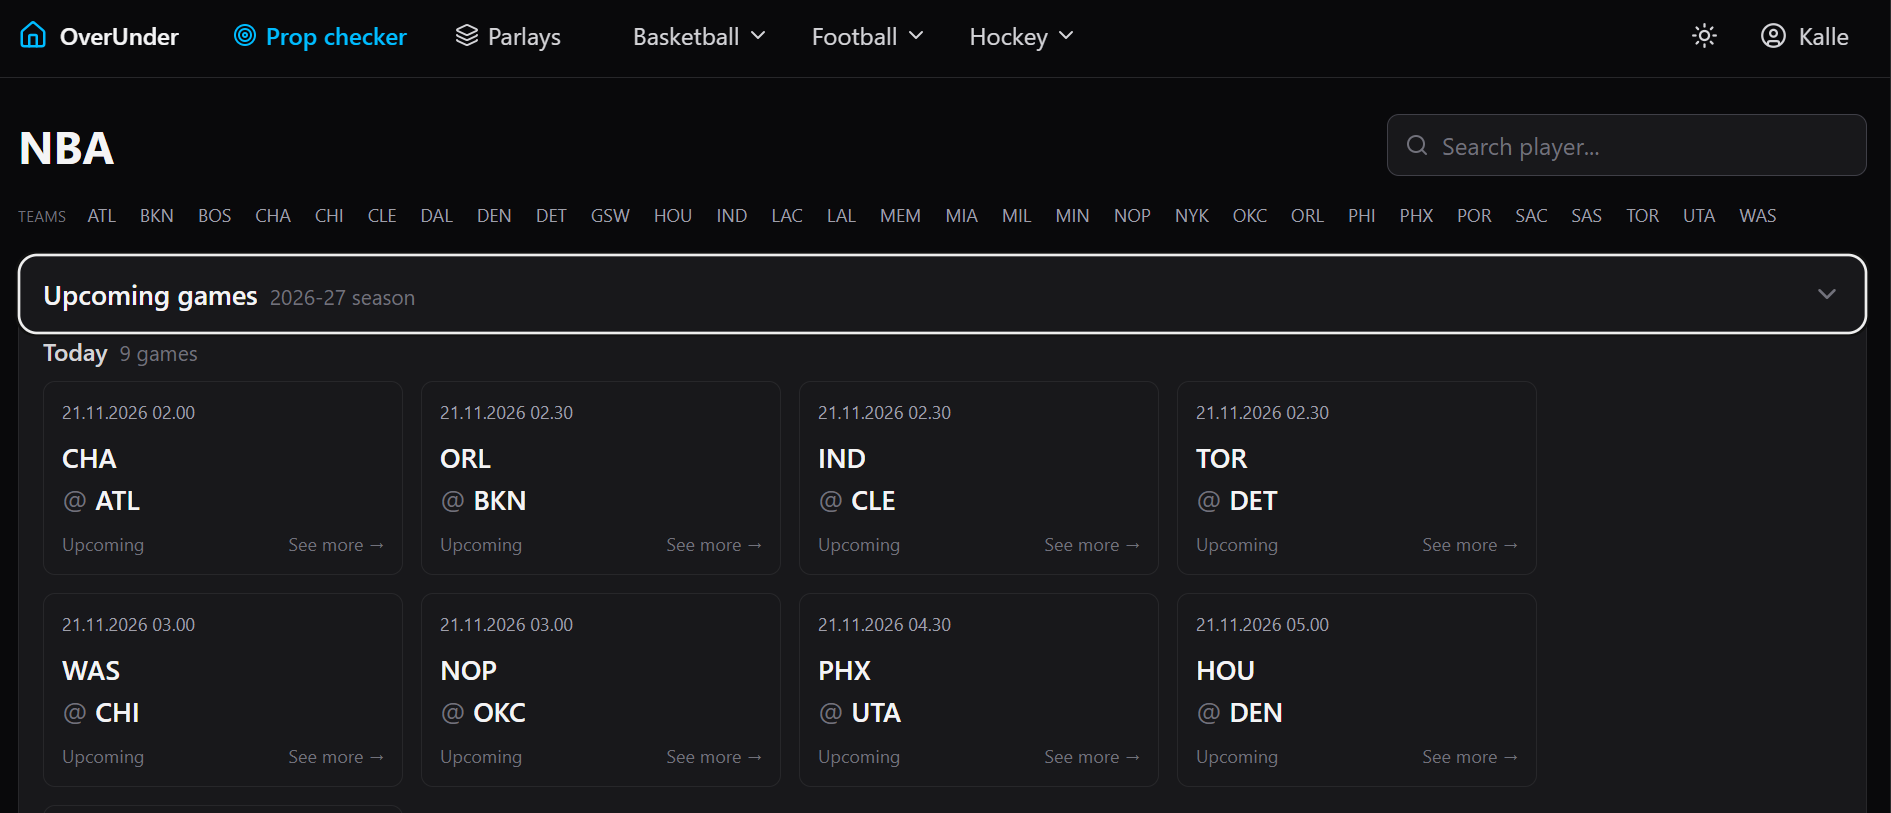 OverUnder Prop checker Parlays Basketball Football Hockey Kalle
NBA
Search player...
TEAMS ATL BKN BOS CHA CHI CLE DAL DEN DET GSW HOU IND LAC LAL MEM MIA MIL MIN NOP NYK OKC ORL PHI PHX POR SAC SAS TOR UTA WAS
Upcoming games 2026-27 season
Today 9 games
21.11.2026 02.00
CHA
@ ATL
Upcoming See more →
21.11.2026 02.30
ORL
@ BKN
Upcoming See more →
21.11.2026 02.30
IND
@ CLE
Upcoming See more →
21.11.2026 02.30
TOR
@ DET
Upcoming See more →
21.11.2026 03.00
WAS
@ CHI
Upcoming See more →
21.11.2026 03.00
NOP
@ OKC
Upcoming See more →
21.11.2026 04.30
PHX
@ UTA
Upcoming See more →
21.11.2026 05.00
HOU
@ DEN
Upcoming See more →